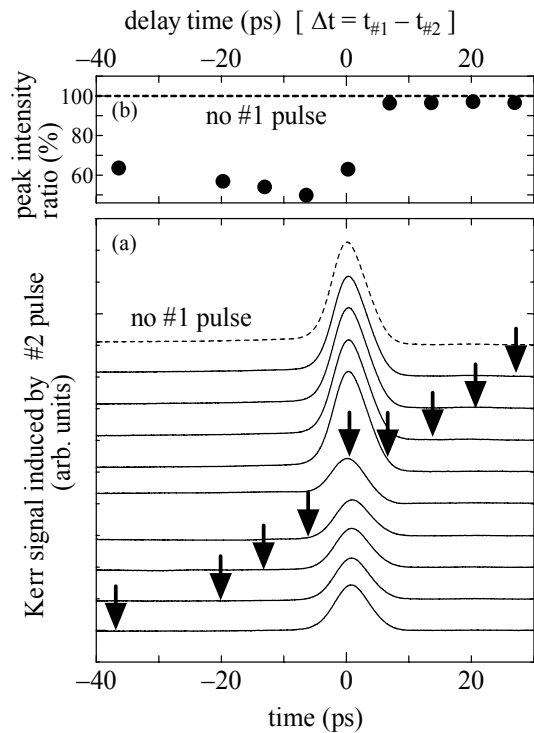 delay time (ps)  [ Δt = t#1 – t#2 ]
–40 –20 0 20
peak intensity
ratio (%)
100
80
60
(b)
no #1 pulse
Kerr signal induced by #2 pulse
(arb. units)
(a)
no #1 pulse
–40 –20 0 20
time (ps)